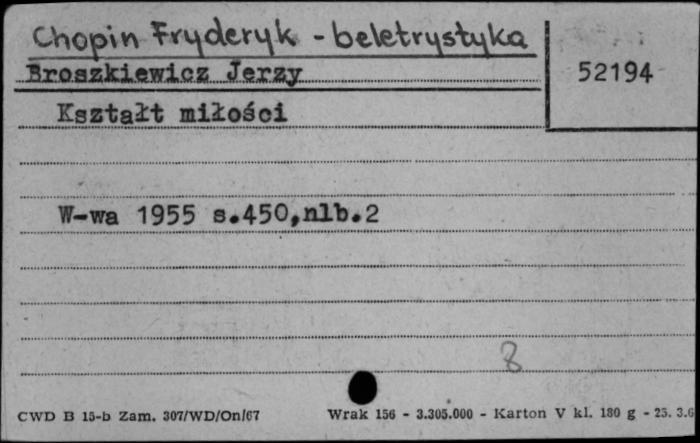 Chopin Fryderyk - beletrystyka
Broszkiewicz Jerzy
52194
Kształt miłości
W-wa 1955 s.450,nlb.2
8
CWD B 15-b Zam. 307/WD/On/67 Wrak 156 - 3.305.000 - Karton V kl. 180 g - 25. 3.6